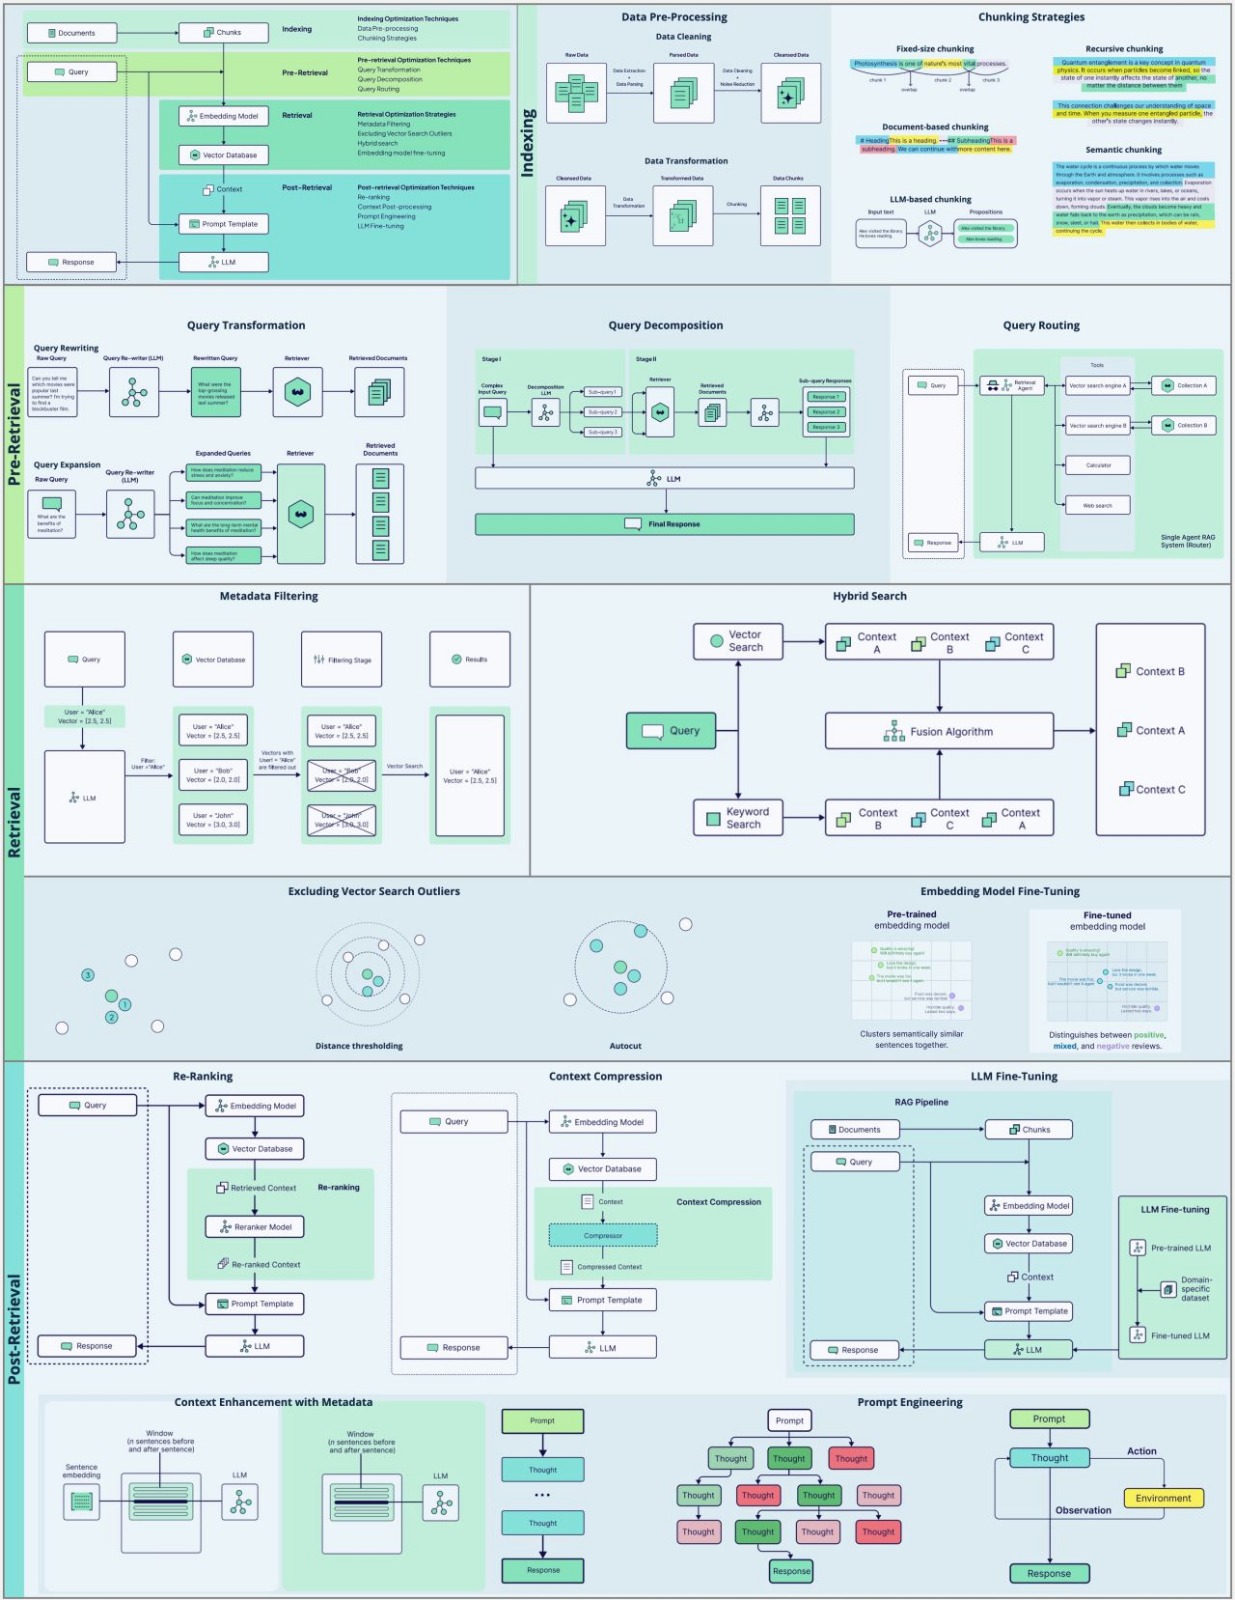 Documents
Chunks
Indexing
Indexing Optimization Techniques
Data Pre-processing
Chunking Strategies
Query
Pre-Retrieval
Pre-retrieval Optimization Techniques
Query Transformation
Query Decomposition
Query Routing
Embedding Model
Vector Database
Retrieval
Retrieval Optimization Strategies
Metadata Filtering
Excluding Vector Search Outliers
Hybrid search
Embedding model fine-tuning
Context
Prompt Template
Post-Retrieval
Post-retrieval Optimization Techniques
Re-ranking
Context Post-processing
Prompt Engineering
LLM Fine-tuning
Response
LLM
Indexing
Data Pre-Processing
Data Cleaning
Raw Data
Data Extraction
+
Data Parsing
Parsed Data
Data Cleaning
+
Noise Reduction
Cleansed Data
Data Transformation
Cleansed Data
Data
Transformation
Transformed Data
Chunking
Data Chunks
Chunking Strategies
Fixed-size chunking
Photosynthesis is one of nature's most vital processes.
chunk 1
chunk 2
chunk 3
overlap
overlap
Document-based chunking
# HeadingThis is a heading. ---## SubheadingThis is a
subheading. We can continue withmore content here.
LLM-based chunking
Input text
LLM
Propositions
Alex visited the library.
He loves reading.
Alex visited the library.
Alex loves reading.
Recursive chunking
Quantum entanglement is a key concept in quantum
physics. It occurs when particles become linked, so the
state of one instantly affects the state of another, no
matter the distance between them
This connection challenges our understanding of space
and time. When you measure one entangled particle, the
other's state changes instantly.
Semantic chunking
The water cycle is a continuous process by which water moves
through the Earth and atmosphere. It involves processes such as
evaporation, condensation, precipitation, and collection. Evaporation
occurs when the sun heats up water in rivers, lakes, or oceans,
turning it into vapor or steam. This vapor rises into the air and cools
down, forming clouds. Eventually, the clouds become heavy and
water falls back to the earth as precipitation, which can be rain,
snow, sleet, or hail. This water then collects in bodies of water,
continuing the cycle.
Pre-Retrieval
Query Transformation
Query Rewriting
Raw Query
Query Re-writer (LLM)
Rewritten Query
Retriever
Retrieved Documents
Can you tell me
which movies were
popular last
summer? I'm trying
to find a
blockbuster film.
What were the
top-grossing
movies released
last summer?
Query Expansion
Raw Query
Query Re-writer
(LLM)
Expanded Queries
Retriever
Retrieved
Documents
What are the
benefits of
meditation?
How does meditation reduce
stress and anxiety?
Can meditation improve
focus and concentration?
What are the long-term mental
health benefits of meditation?
How does meditation
affect sleep quality?
Query Decomposition
Stage I
Stage II
Complex
Input Query
Decomposition
LLM
Sub-query 1
Sub-query 2
Sub-query 3
Retriever
Retrieved
Documents
LLM
Sub-query Responses
Response 1
Response 2
Response 3
LLM
Final Response
Query Routing
Query
Retrieval
Agent
Tools
Vector search engine A
Collection A
Vector search engine B
Collection B
Calculator
Web search
Response
LLM
Single Agent RAG
System (Router)
Retrieval
Metadata Filtering
Query
Vector Database
Filtering Stage
Results
User = "Alice"
Vector = [2.5, 2.5]
LLM
Filter:
User ="Alice"
User = "Alice"
Vector = [2.5, 2.5]
User = "Bob"
Vector = [2.0, 2.0]
User = "John"
Vector = [3.0, 3.0]
Vectors with
User! = "Alice"
are filtered out
User = "Alice"
Vector = [2.5, 2.5]
User = "Bob"
Vector = [2.0, 2.0]
User = "John"
Vector = [3.0, 3.0]
Vector Search
User = "Alice"
Vector = [2.5, 2.5]
Hybrid Search
Query
Vector
Search
Context
A
Context
B
Context
C
Fusion Algorithm
Keyword
Search
Context
B
Context
C
Context
A
Context B
Context A
Context C
Excluding Vector Search Outliers
3
1
2
Distance thresholding
Autocut
Embedding Model Fine-Tuning
Pre-trained
embedding model
Clusters semantically similar
sentences together.
Fine-tuned
embedding model
Distinguishes between positive,
mixed, and negative reviews.
Post-Retrieval
Re-Ranking
Query
Embedding Model
Vector Database
Retrieved Context
Re-ranking
Reranker Model
Re-ranked Context
Prompt Template
Response
LLM
Context Compression
Query
Embedding Model
Vector Database
Context
Context Compression
Compressor
Compressed Context
Prompt Template
Response
LLM
LLM Fine-Tuning
RAG Pipeline
Documents
Chunks
Query
Embedding Model
Vector Database
Context
Prompt Template
Response
LLM
LLM Fine-tuning
Pre-trained LLM
Domain-
specific
dataset
Fine-tuned LLM
Context Enhancement with Metadata
Window
(n sentences before
and after sentence)
Sentence
embedding
LLM
Window
(n sentences before
and after sentence)
LLM
Prompt Engineering
Prompt
Thought
...
Thought
Response
Prompt
Thought
Thought
Thought
Thought
Thought
Thought
Thought
Thought
Thought
Thought
Thought
Response
Prompt
Thought
Action
Environment
Observation
Response